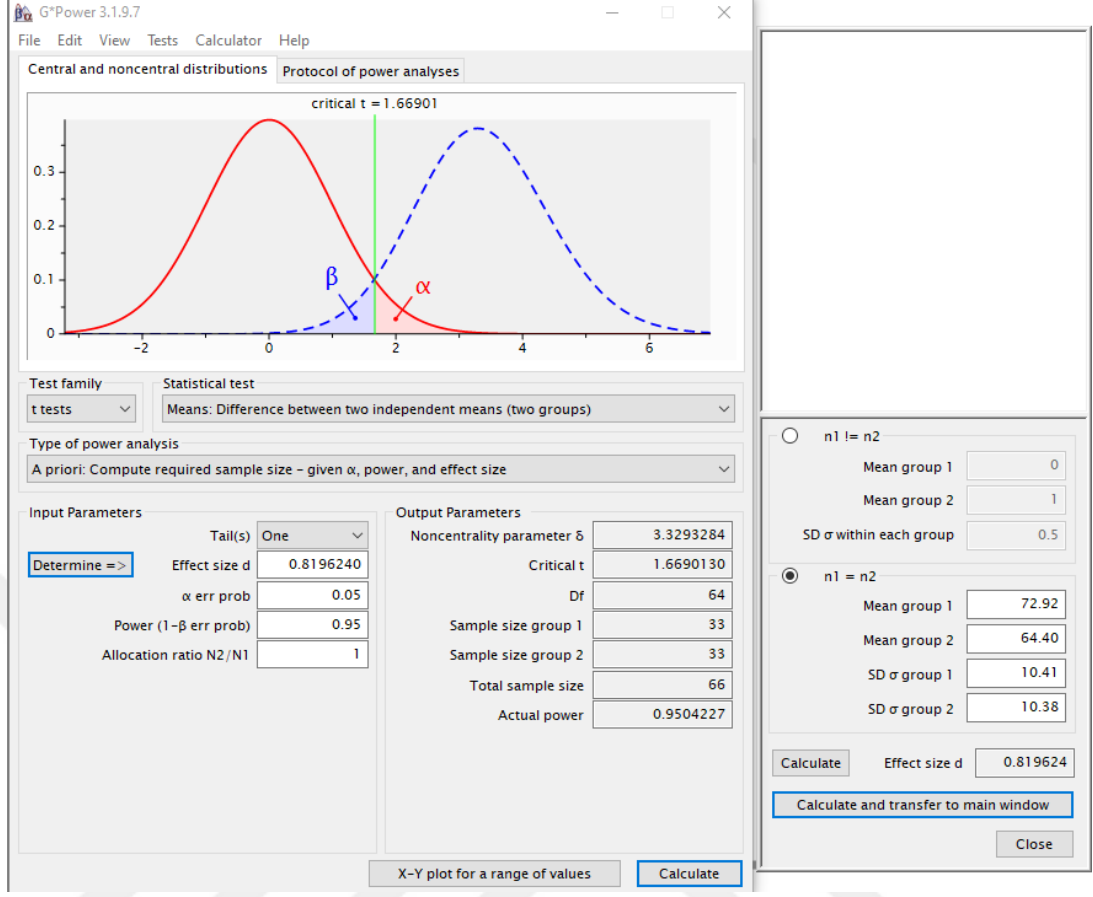 G*Power 3.1.9.7
File Edit View Tests Calculator Help
Central and noncentral distributions Protocol of power analyses
critical t = 1.66901
0.3
0.2
0.1
0
β
α
-2 0 2 4 6
Test family
t tests
Statistical test
Means: Difference between two independent means (two groups)
Type of power analysis
A priori: Compute required sample size – given α, power, and effect size
Input Parameters
Tail(s) One
Determine => Effect size d 0.8196240
α err prob 0.05
Power (1-β err prob) 0.95
Allocation ratio N2/N1 1
Output Parameters
Noncentrality parameter δ 3.3293284
Critical t 1.6690130
Df 64
Sample size group 1 33
Sample size group 2 33
Total sample size 66
Actual power 0.9504227
X-Y plot for a range of values Calculate
n1 != n2
Mean group 1 0
Mean group 2 1
SD σ within each group 0.5
n1 = n2
Mean group 1 72.92
Mean group 2 64.40
SD σ group 1 10.41
SD σ group 2 10.38
Calculate Effect size d 0.819624
Calculate and transfer to main window
Close